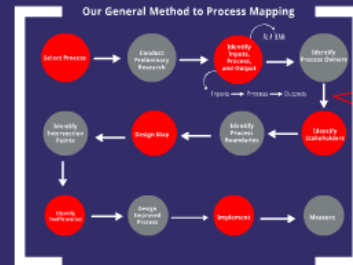 Our General Method to Process Mapping
Select Process
Conduct
Preliminary
Research
Identify
Inputs,
Process,
and Output
Identify
Process Owners
Inputs
Process
Outputs
Identify
Intersection
Points
Design Map
Identify
Process
Boundaries
Identify
Stakeholders
Identify
Inefficiencies
Design
Improved
Process
Implement
Measure